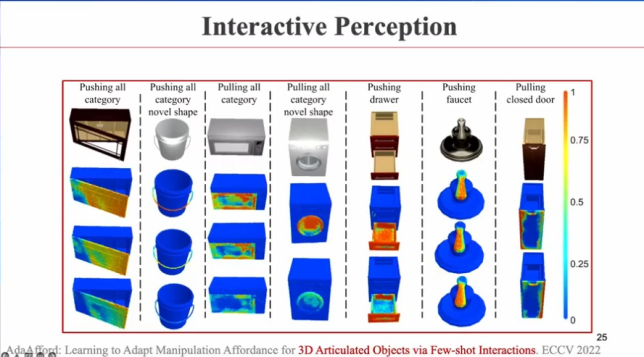 Interactive Perception
Pushing all
category
Pushing all
category
novel shape
Pulling all
category
Pulling all
category
novel shape
Pushing
drawer
Pushing
faucet
Pulling
closed door
1
0.75
0.5
0.25
0
25
AdaAfford: Learning to Adapt Manipulation Affordance for 3D Articulated Objects via Few-shot Interactions. ECCV 2022